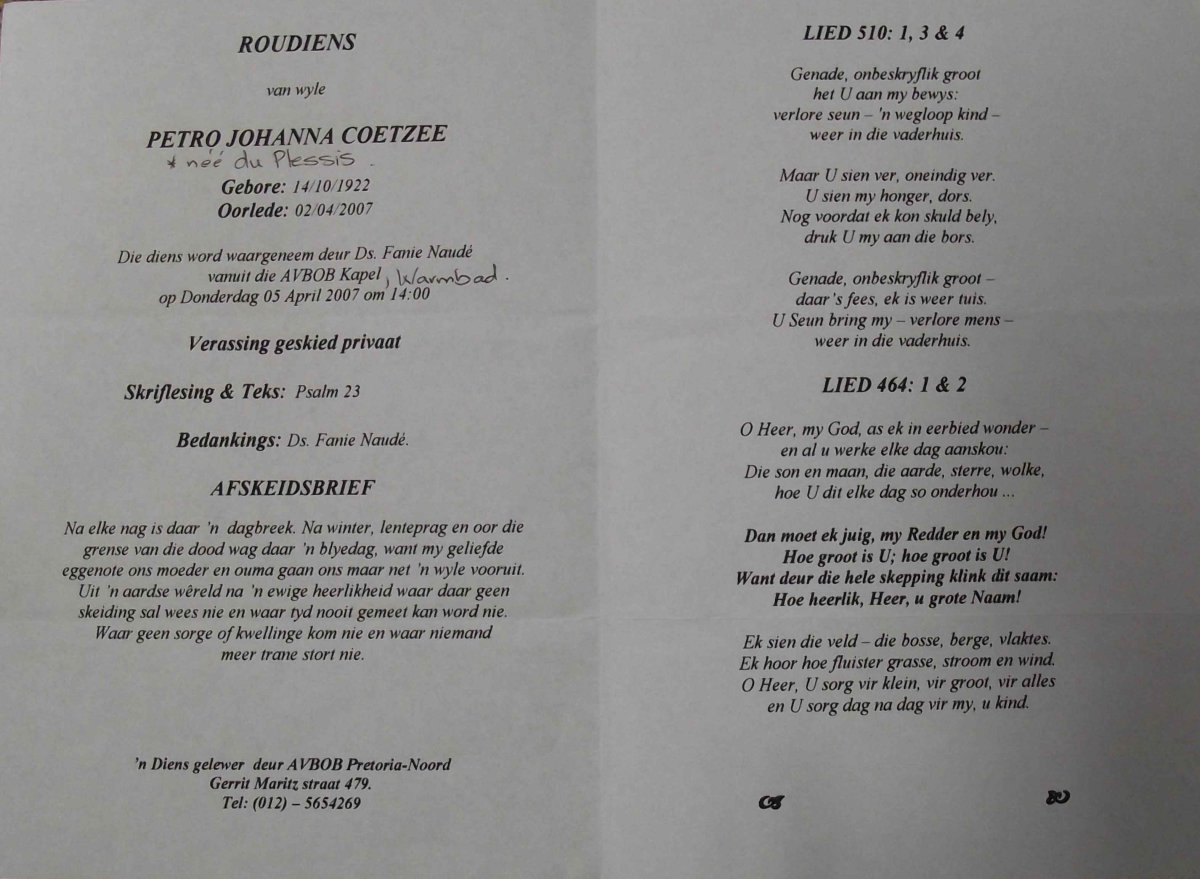 ROUDIENS
van wyle
PETRO JOHANNA COETZEE
* neé du Plessis.
Gebore: 14/10/1922
Oorlede: 02/04/2007
Die diens word waargeneem deur Ds. Fanie Naudé
vanuit die AVBOB Kapel, Warmbad.
op Donderdag 05 April 2007 om 14:00
Verassing geskied privaat
Skriflesing & Teks: Psalm 23
Bedankings: Ds. Fanie Naudé.
AFSKEIDSBRIEF
Na elke nag is daar 'n dagbreek. Na winter, lenteprag en oor die
grense van die dood wag daar 'n blyedag, want my geliefde
eggenote ons moeder en ouma gaan ons maar net 'n wyle vooruit.
Uit 'n aardse wêreld na 'n ewige heerlikheid waar daar geen
skeiding sal wees nie en waar tyd nooit gemeet kan word nie.
Waar geen sorge of kwellinge kom nie en waar niemand
meer trane stort nie.
'n Diens gelewer deur AVBOB Pretoria-Noord
Gerrit Maritz straat 479.
Tel: (012) – 5654269
LIED 510: 1, 3 & 4
Genade, onbeskryflik groot
het U aan my bewys:
verlore seun – 'n wegloop kind –
weer in die vaderhuis.
Maar U sien ver, oneindig ver.
U sien my honger, dors.
Nog voordat ek kon skuld bely,
druk U my aan die bors.
Genade, onbeskryflik groot –
daar's fees, ek is weer tuis.
U Seun bring my – verlore mens –
weer in die vaderhuis.
LIED 464: 1 & 2
O Heer, my God, as ek in eerbied wonder –
en al u werke elke dag aanskou:
Die son en maan, die aarde, sterre, wolke,
hoe U dit elke dag so onderhou ...
Dan moet ek juig, my Redder en my God!
Hoe groot is U; hoe groot is U!
Want deur die hele skepping klink dit saam:
Hoe heerlik, Heer, u grote Naam!
Ek sien die veld – die bosse, berge, vlaktes.
Ek hoor hoe fluister grasse, stroom en wind.
O Heer, U sorg vir klein, vir groot, vir alles
en U sorg dag na dag vir my, u kind.